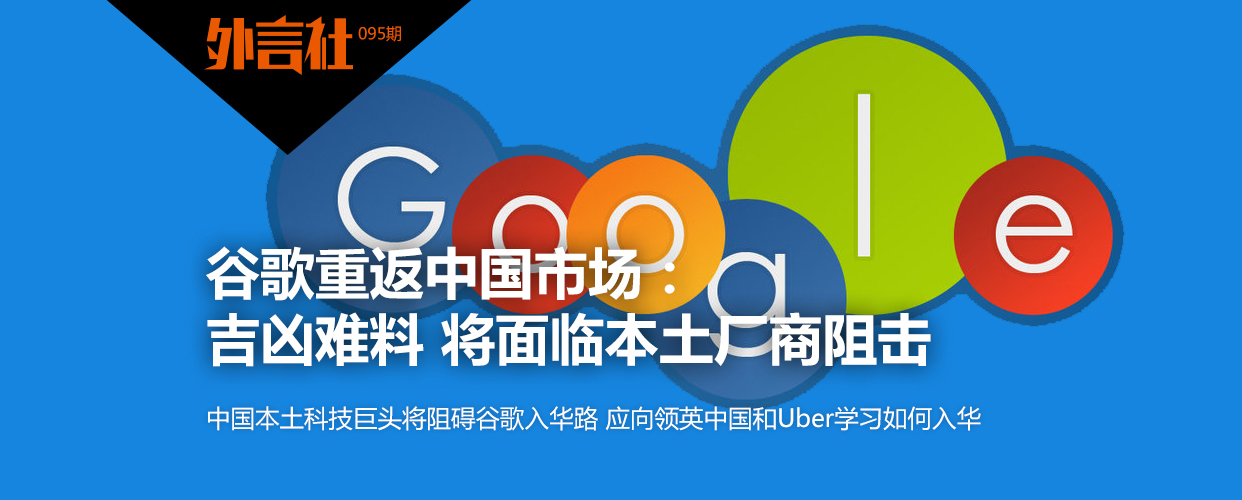 外言社 095期
Google
谷歌重返中国市场：
吉凶难料 将面临本土厂商阻击
中国本土科技巨头将阻碍谷歌入华路 应向领英中国和Uber学习如何入华